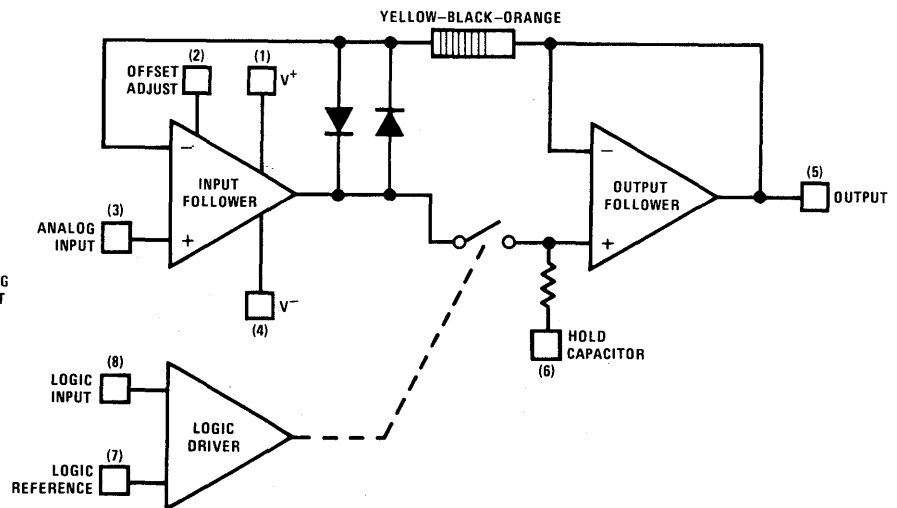 YELLOW–BLACK–ORANGE
(2)
OFFSET
ADJUST
(1)
V+
−
INPUT
FOLLOWER
+
(3)
ANALOG
INPUT
V−
(4)
−
OUTPUT
FOLLOWER
+
(5)
OUTPUT
HOLD
CAPACITOR
(6)
G
T
(8)
LOGIC
INPUT
LOGIC
DRIVER
(7)
LOGIC
REFERENCE